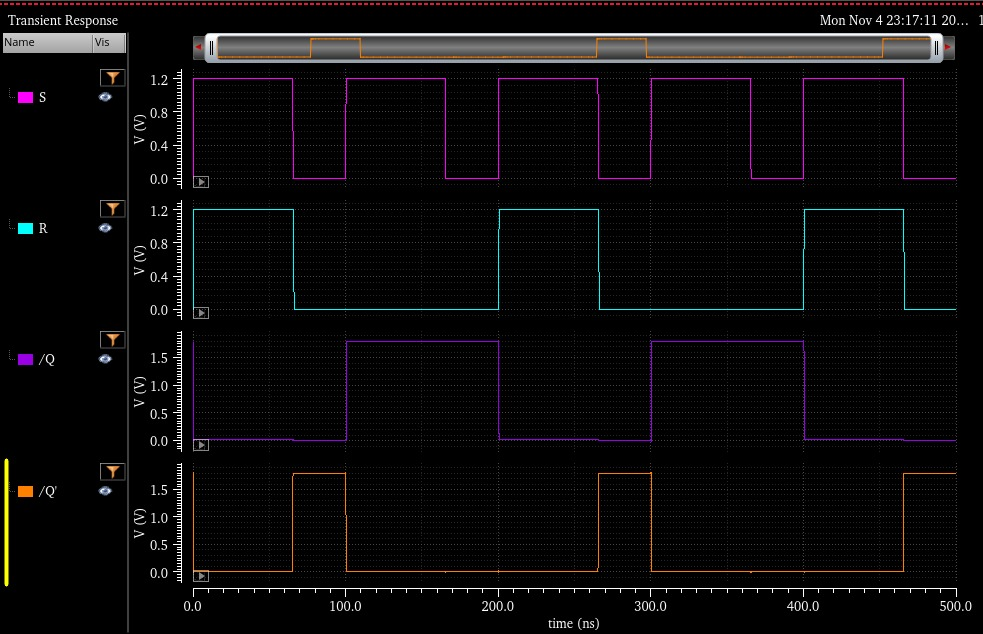 Transient Response Mon Nov 4 23:17:11 20... 1
Name Vis
S
V (V)
1.2
0.8
0.4
0.0
R
V (V)
1.2
0.8
0.4
0.0
/Q
V (V)
1.5
1.0
0.5
0.0
/Q'
V (V)
1.5
1.0
0.5
0.0
0.0 100.0 200.0 300.0 400.0 500.0
time (ns)